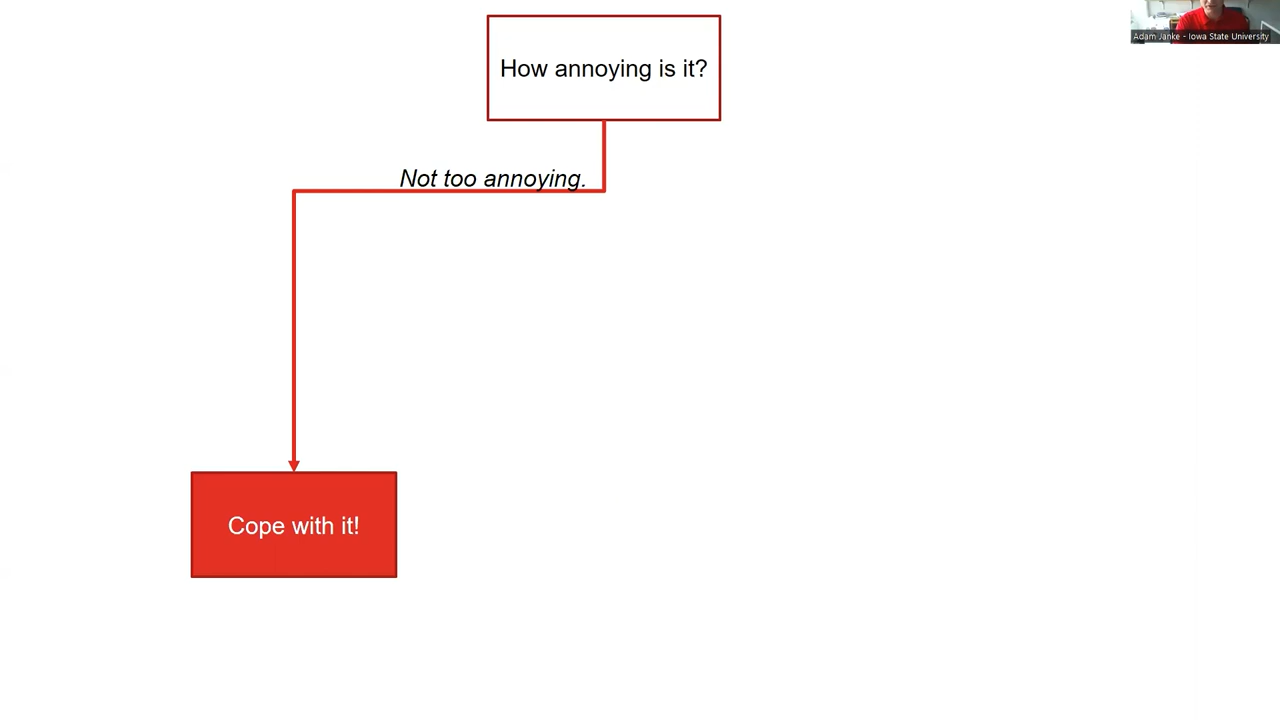 How annoying is it?
Adam Janke - Iowa State University
Not too annoying.
Cope with it!